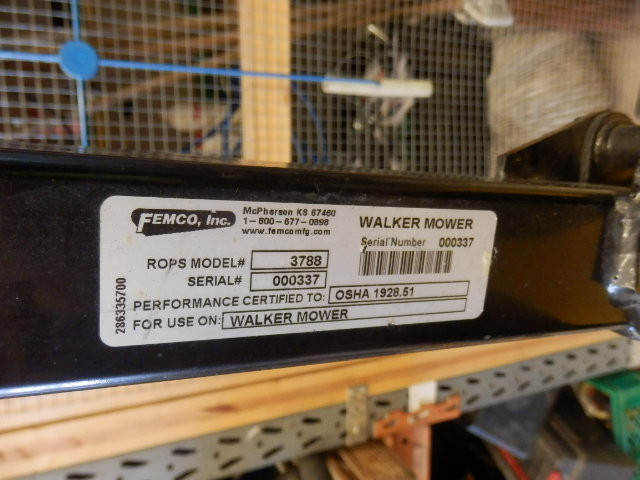 FEMCO, Inc.
McPherson KS 67460
1-800-677-0898
www.femcomfg.com
WALKER MOWER
Serial Number 000337
ROPS MODEL# 3788
SERIAL# 000337
PERFORMANCE CERTIFIED TO: OSHA 1928.51
FOR USE ON: WALKER MOWER
286335700